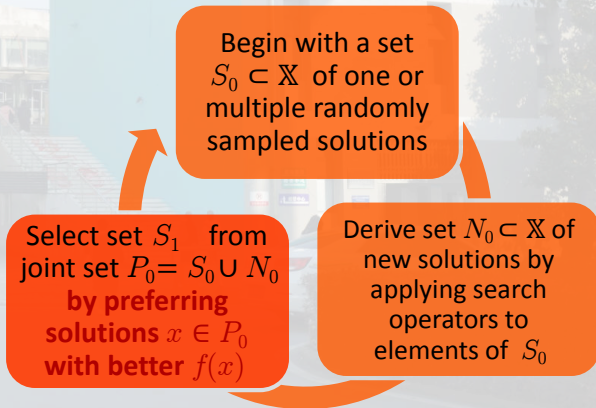 Begin with a set
S₀ ⊂ 𝕏 of one or
multiple randomly
sampled solutions
Derive set N₀ ⊂ 𝕏 of
new solutions by
applying search
operators to
elements of S₀
Select set S₁ from
joint set P₀= S₀ ∪ N₀
by preferring
solutions x ∈ P₀
with better f(x)